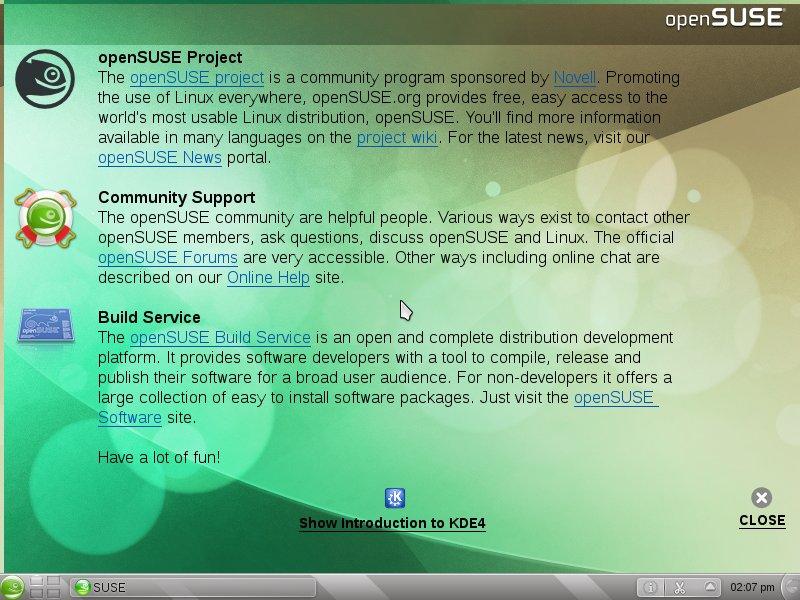 openSUSE
openSUSE Project
The openSUSE project is a community program sponsored by Novell. Promoting
the use of Linux everywhere, openSUSE.org provides free, easy access to the
world's most usable Linux distribution, openSUSE. You'll find more information
available in many languages on the project wiki. For the latest news, visit our
openSUSE News portal.
Community Support
The openSUSE community are helpful people. Various ways exist to contact other
openSUSE members, ask questions, discuss openSUSE and Linux. The official
openSUSE Forums are very accessible. Other ways including online chat are
described on our Online Help site.
Build Service
The openSUSE Build Service is an open and complete distribution development
platform. It provides software developers with a tool to compile, release and
publish their software for a broad user audience. For non-developers it offers a
large collection of easy to install software packages. Just visit the openSUSE
Software site.
Have a lot of fun!
Show Introduction to KDE4
CLOSE
SUSE
02:07 pm